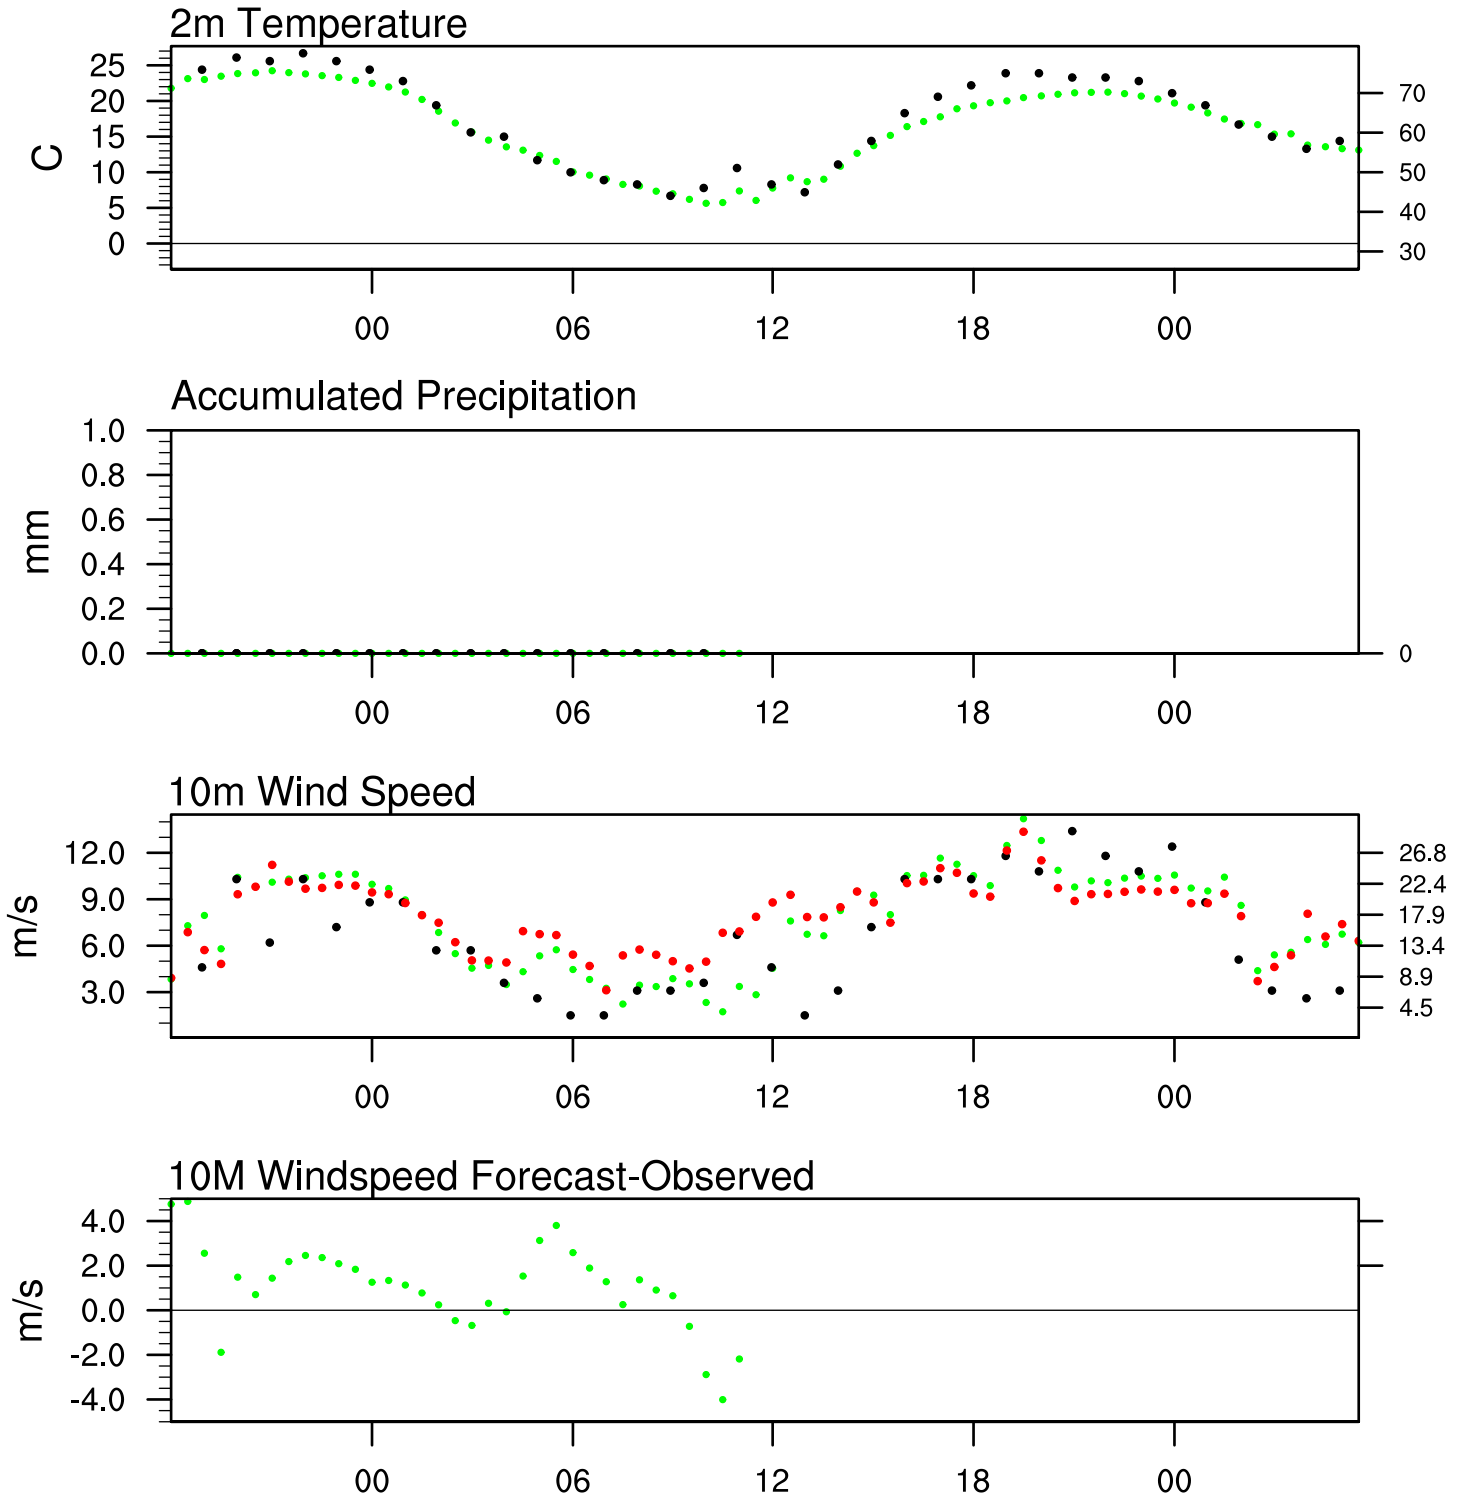 2m Temperature
25
20
15
10
5
0
C
70
60
50
40
30
00 06 12 18 00
Accumulated Precipitation
1.0
0.8
0.6
0.4
0.2
0.0
mm
0
00 06 12 18 00
10m Wind Speed
12.0
9.0
6.0
3.0
m/s
26.8
22.4
17.9
13.4
8.9
4.5
00 06 12 18 00
10M Windspeed Forecast-Observed
4.0
2.0
0.0
-2.0
-4.0
m/s
00 06 12 18 00